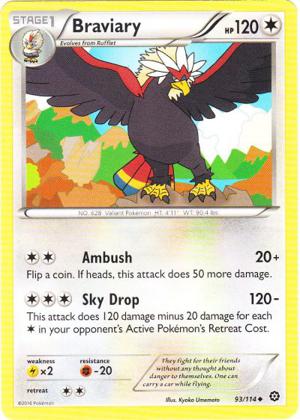 STAGE1
Braviary
HP120
Evolves from Rufflet
NO. 628 Valiant Pokémon HT: 4'11" WT: 90.4 lbs.
Ambush 20+
Flip a coin. If heads, this attack does 50 more damage.
Sky Drop 120-
This attack does 120 damage minus 20 damage for each
in your opponent's Active Pokémon's Retreat Cost.
weakness resistance
×2 -20
retreat
They fight for their friends
without any thought about
danger to themselves. One can
carry a car while flying.
Illus. Kyoko Umemoto
93/114
©2016 Pokémon